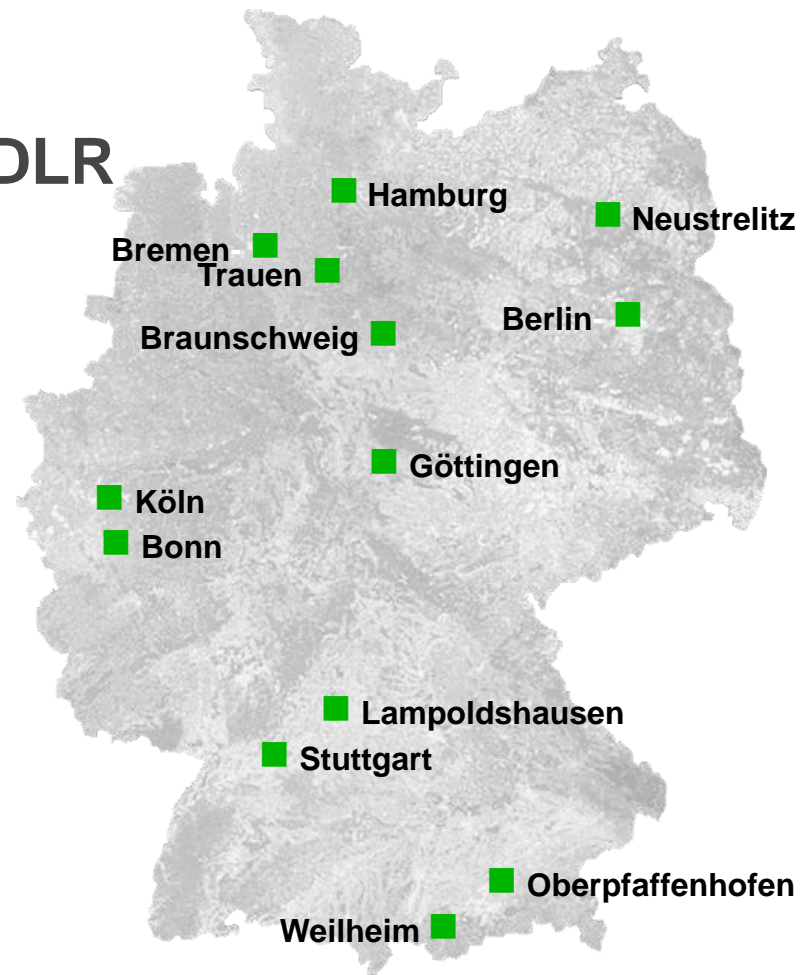 DLR
Hamburg
Neustrelitz
Bremen
Trauen
Berlin
Braunschweig
Göttingen
Köln
Bonn
Lampoldshausen
Stuttgart
Oberpfaffenhofen
Weilheim